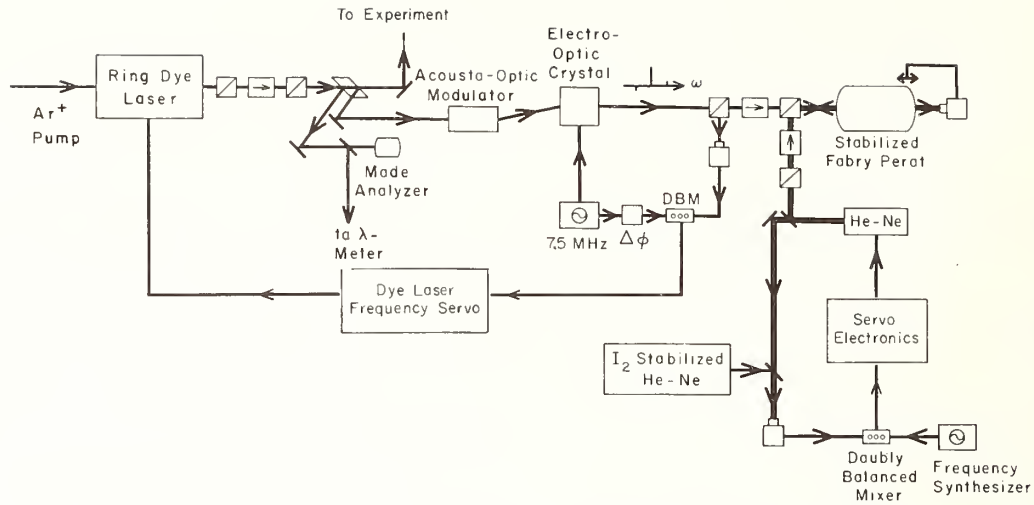 To Experiment
Ring Dye
Laser
Ar+
Pump
Acousta-Optic
Modulator
Electro-
Optic
Crystal
ω
Stabilized
Fabry Perat
Made
Analyzer
ta λ-
Meter
7.5 MHz
Δφ
DBM
He-Ne
Dye Laser
Frequency Servo
Servo
Electronics
I2 Stabilized
He-Ne
Daubly
Balanced
Mixer
Frequency
Synthesizer